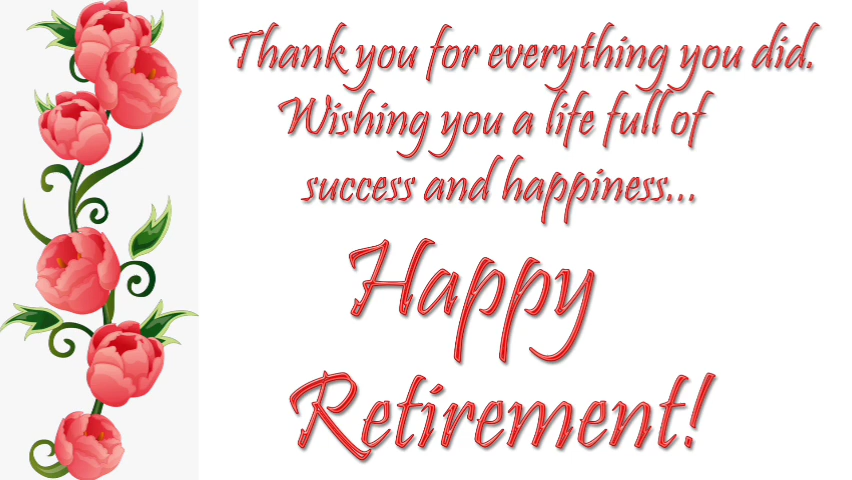 Thank you for everything you did.
Wishing you a life full of
success and happiness...
Happy
Retirement!